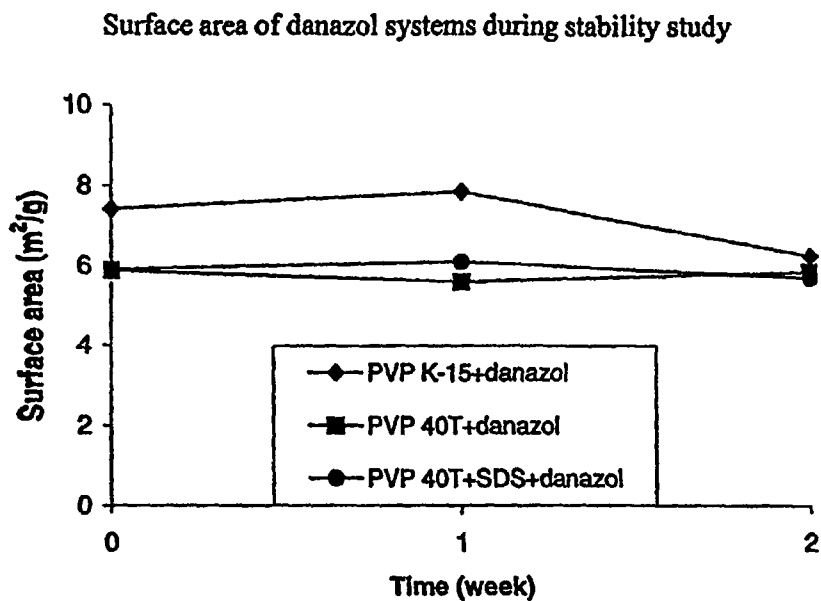 Surface area of danazol systems during stability study
10
8
6
4
2
0
Surface area (m²/g)
PVP K-15+danazol
PVP 40T+danazol
PVP 40T+SDS+danazol
0 1 2
Time (week)